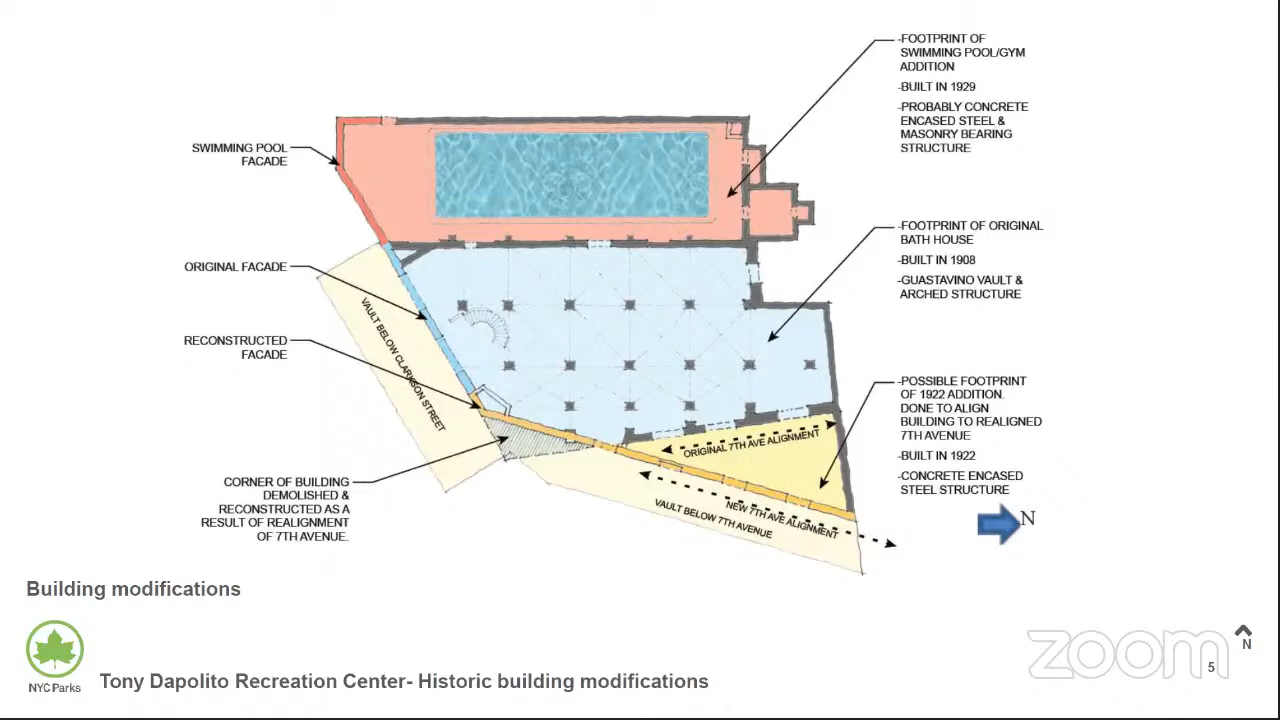 -FOOTPRINT OF
SWIMMING POOL/GYM
ADDITION
-BUILT IN 1929
-PROBABLY CONCRETE
ENCASED STEEL &
MASONRY BEARING
STRUCTURE
SWIMMING POOL
FACADE
-FOOTPRINT OF ORIGINAL
BATH HOUSE
-BUILT IN 1908
-GUASTAVINO VAULT &
ARCHED STRUCTURE
ORIGINAL FACADE
RECONSTRUCTED
FACADE
VAULT BELOW CLARKSON STREET
-POSSIBLE FOOTPRINT
OF 1922 ADDITION.
DONE TO ALIGN
BUILDING TO REALIGNED
7TH AVENUE
-BUILT IN 1922
-CONCRETE ENCASED
STEEL STRUCTURE
ORIGINAL 7TH AVE ALIGNMENT
NEW 7TH AVE ALIGNMENT
VAULT BELOW 7TH AVENUE
CORNER OF BUILDING
DEMOLISHED &
RECONSTRUCTED AS A
RESULT OF REALIGNMENT
OF 7TH AVENUE.
N
Building modifications
NYC Parks
Tony Dapolito Recreation Center- Historic building modifications
zoom
N
5